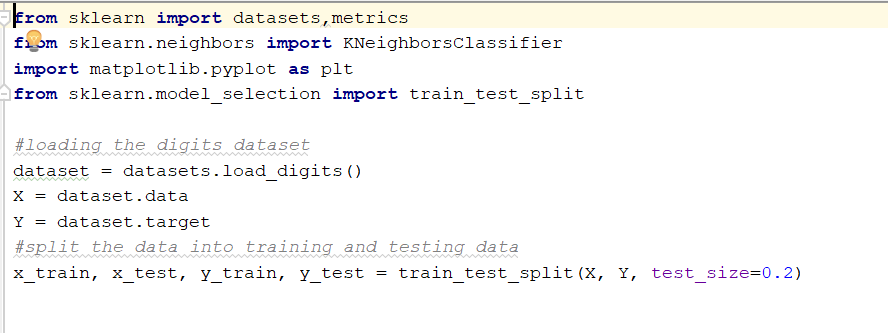 from sklearn import datasets,metrics
from sklearn.neighbors import KNeighborsClassifier
import matplotlib.pyplot as plt
from sklearn.model_selection import train_test_split
#loading the digits dataset
dataset = datasets.load_digits()
X = dataset.data
Y = dataset.target
#split the data into training and testing data
x_train, x_test, y_train, y_test = train_test_split(X, Y, test_size=0.2)